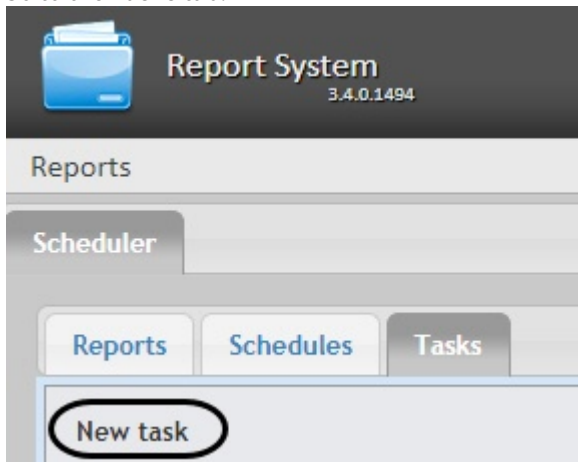 Report System
3.4.0.1494
Reports
Scheduler
Reports Schedules Tasks
New task